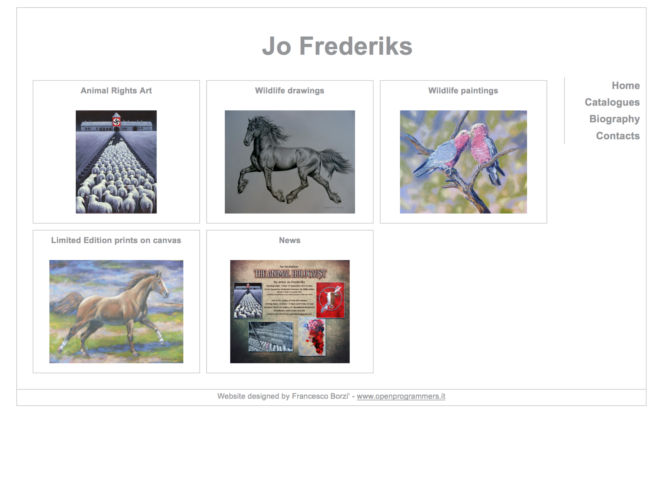 Jo Frederiks
Animal Rights Art
Wildlife drawings
Wildlife paintings
Home
Catalogues
Biography
Contacts
Limited Edition prints on canvas
News
THE ANIMAL HOLOCAUST
Website designed by Francesco Borzi' - www.openprogrammers.it